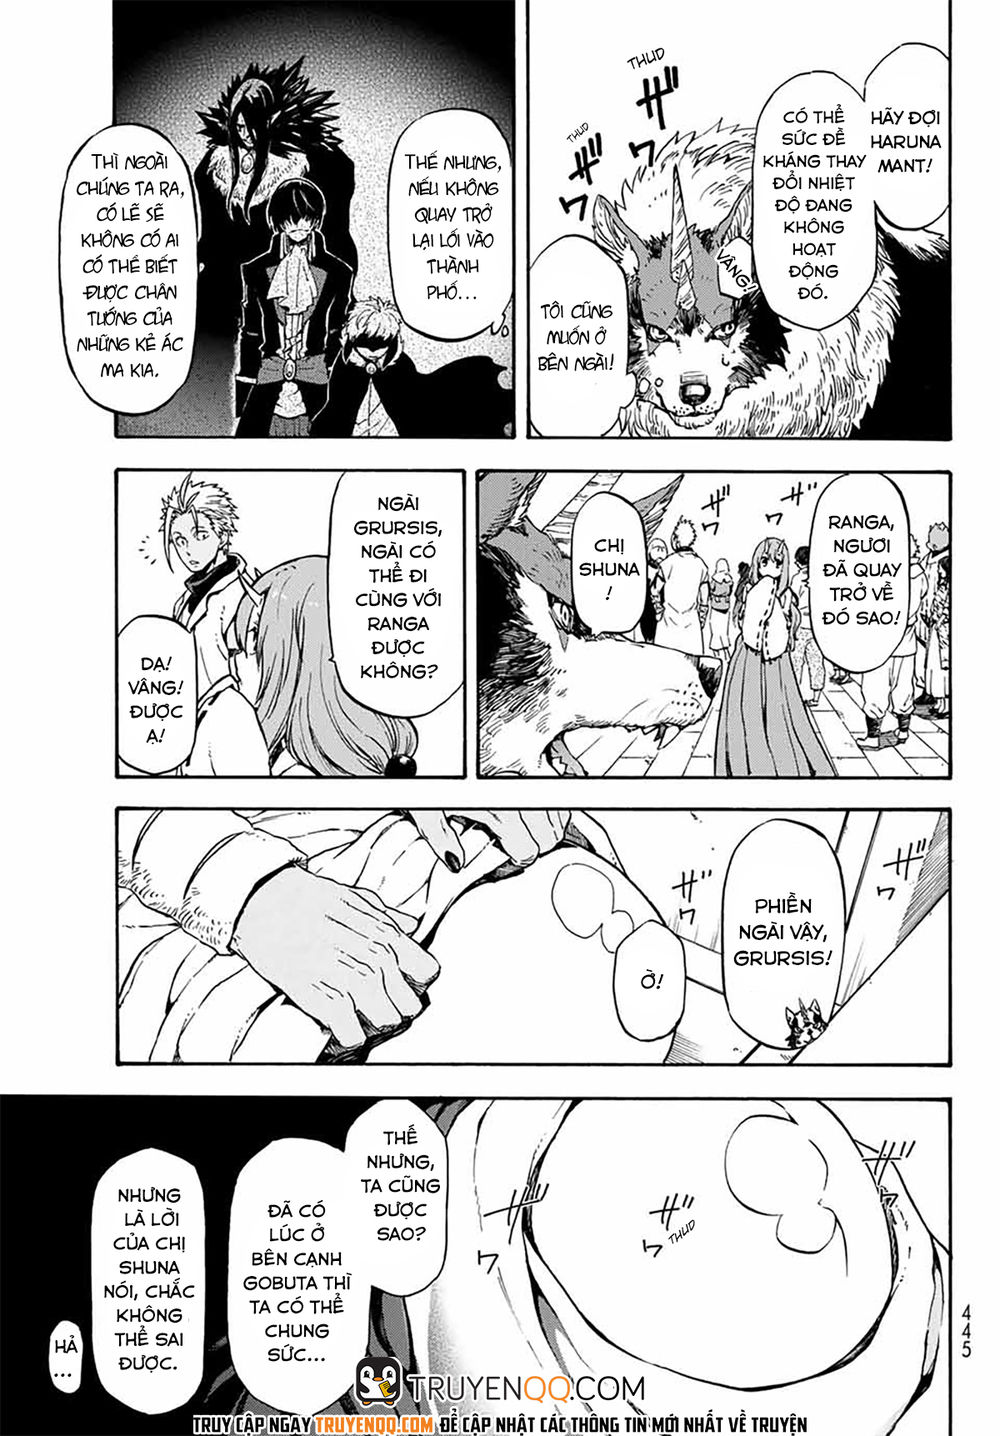 HÃY ĐỢI
HARUNA
MANT!
CÓ THỂ
SỨC ĐỀ
KHÁNG THAY
ĐỔI NHIỆT
ĐỘ ĐANG
KHÔNG
HOẠT
ĐỘNG
ĐÓ.
THUD
THUD
VÂNG!
TÔI CŨNG
MUỐN Ở
BÊN NGÀI!
THẾ NHƯNG,
NẾU KHÔNG
QUAY TRỞ
LẠI LỐI VÀO
THÀNH
PHỐ...
THÌ NGOÀI
CHÚNG TA RA,
CÓ LẼ SẼ
KHÔNG CÓ AI
CÓ THỂ BIẾT
ĐƯỢC CHÂN
TƯỚNG CỦA
NHỮNG KẺ ÁC
MA KIA.
RANGA,
NGƯƠI
ĐÃ QUAY
TRỞ VỀ
ĐÓ SAO!
CHỊ
SHUNA
!
NGÀI
GRURSIS,
NGÀI CÓ
THỂ ĐI
CÙNG VỚI
RANGA
ĐƯỢC
KHÔNG?
DẠ!
VÂNG!
ĐƯỢC
Ạ!
PHIỀN
NGÀI VẬY,
GRURSIS!
Ờ!
THẾ
NHƯNG,
TA CŨNG
ĐƯỢC
SAO?
THUD
ĐÃ CÓ
LÚC Ở
BÊN CẠNH
GOBUTA THÌ
TA CÓ THỂ
CHUNG
SỨC...
NHƯNG
LÀ LỜI
CỦA CHỊ
SHUNA
NÓI, CHẮC
KHÔNG
THỂ SAI
ĐƯỢC.
HẢ
...
445
TRUYENQQ.COM
TRUY CẬP NGAY TRUYENQQ.COM ĐỂ CẬP NHẬT CÁC THÔNG TIN MỚI NHẤT VỀ TRUYỆN